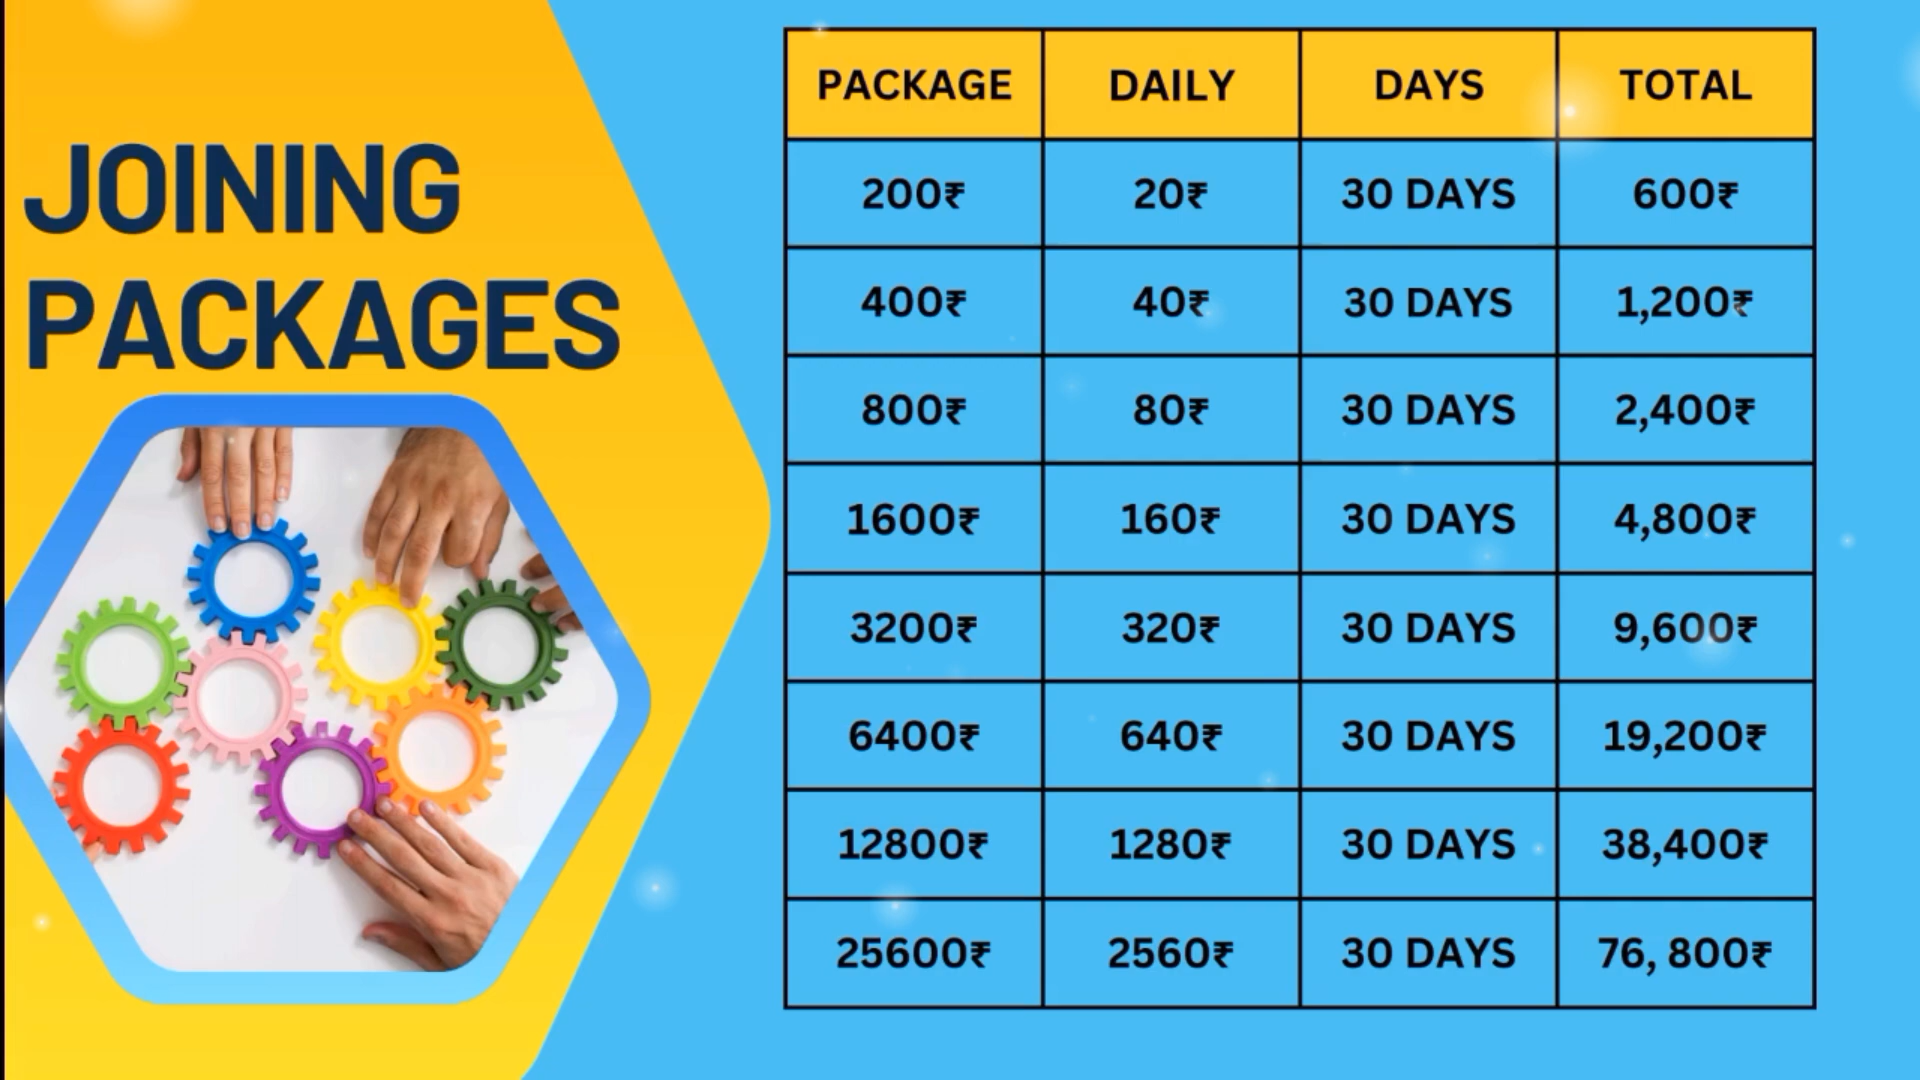 JOINING
PACKAGES
PACKAGE DAILY DAYS TOTAL
200₹ 20₹ 30 DAYS 600₹
400₹ 40₹ 30 DAYS 1,200₹
800₹ 80₹ 30 DAYS 2,400₹
1600₹ 160₹ 30 DAYS 4,800₹
3200₹ 320₹ 30 DAYS 9,600₹
6400₹ 640₹ 30 DAYS 19,200₹
12800₹ 1280₹ 30 DAYS 38,400₹
25600₹ 2560₹ 30 DAYS 76, 800₹